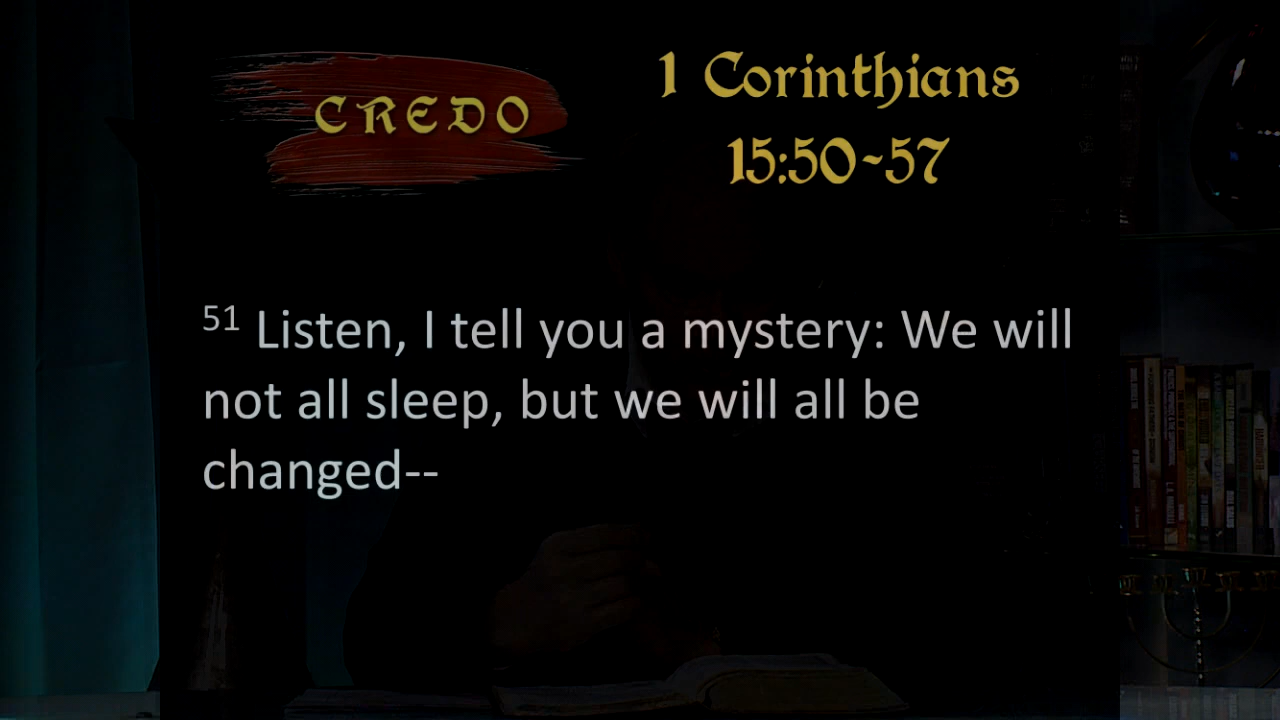 CREDO
1 Corinthians
15:50-57
51 Listen, I tell you a mystery: We will
not all sleep, but we will all be
changed--